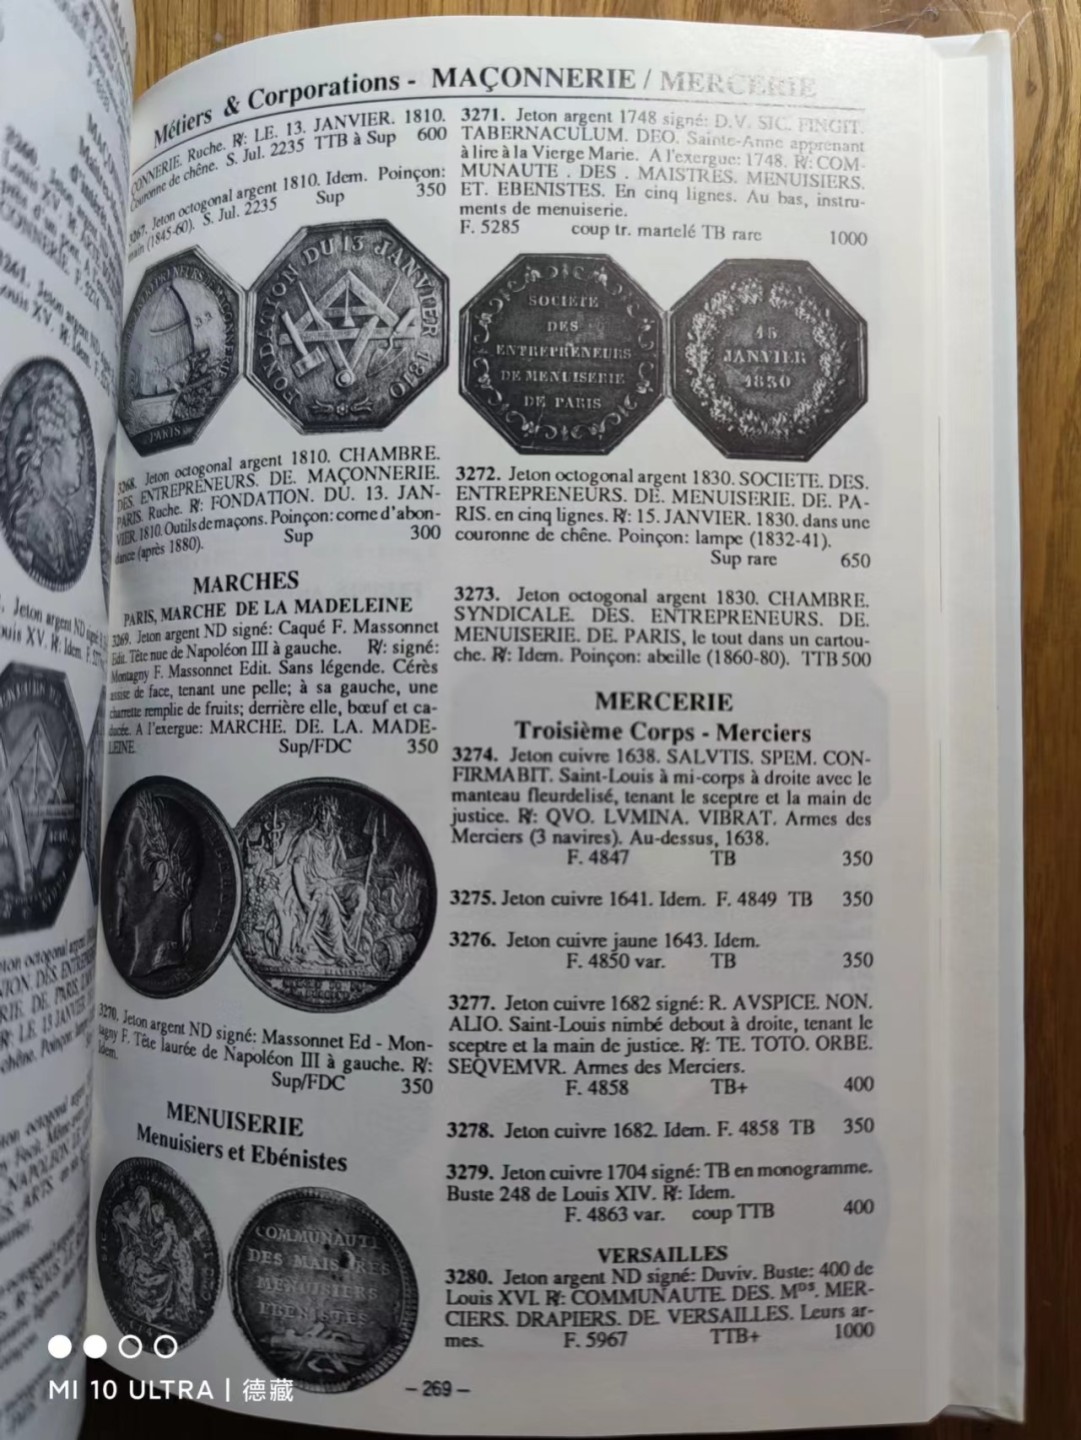 Métiers & Corporations - MAÇONNERIE / MERCERIE
ÇONNERIE. Ruche. R/: LE. 13. JANVIER. 1810.
Couronne de chêne. S. Jul. 2235 TTB à Sup 600
3267. Jeton octogonal argent 1810. Idem. Poinçon:
main (1845-60). S. Jul. 2235 Sup 350
PARIS
FONDATION DU 13 JANVIER 1810
3268. Jeton octogonal argent 1810. CHAMBRE.
DES. ENTREPRENEURS. DE. MAÇONNERIE.
PARIS. Ruche. R/: FONDATION. DU. 13. JAN-
VIER. 1810. Outils de maçons. Poinçon: corne d'abon-
dance (après 1880). Sup 300
MARCHES
PARIS, MARCHE DE LA MADELEINE
3269. Jeton argent ND signé: Caqué F. Massonnet
Edit. Tête nue de Napoléon III à gauche. R/: signé:
Montagny F. Massonnet Edit. Sans légende. Cérès
assise de face, tenant une pelle; à sa gauche, une
charrette remplie de fruits; derrière elle, bœuf et ca-
ducée. A l'exergue: MARCHE. DE. LA. MADE-
LEINE. Sup/FDC 350
3270. Jeton argent ND signé: Massonnet Ed - Mon-
tagny F. Tête laurée de Napoléon III à gauche. R/:
Idem.
Sup/FDC 350
MENUISERIE
Menuisiers et Ebénistes
COMMUNAUTE
DES MAISTRES
MENUISIERS
EBENISTES
3271. Jeton argent 1748 signé: D.V. SIC. FINGIT.
TABERNACULUM. DEO. Sainte-Anne apprenant
à lire à la Vierge Marie. A l'exergue: 1748. R/: COM-
MUNAUTE . DES . MAISTRES. MENUISIERS.
ET. EBENISTES. En cinq lignes. Au bas, instru-
ments de menuiserie.
F. 5285 coup tr. martelé TB rare 1000
SOCIETE
DES
ENTREPRENEURS
DE MENUISERIE
DE PARIS
15
JANVIER
1830
3272. Jeton octogonal argent 1830. SOCIETE. DES.
ENTREPRENEURS. DE. MENUISERIE. DE. PA-
RIS. en cinq lignes. R/: 15. JANVIER. 1830. dans une
couronne de chêne. Poinçon: lampe (1832-41).
Sup rare 650
3273. Jeton octogonal argent 1830. CHAMBRE.
SYNDICALE. DES. ENTREPRENEURS. DE.
MENUISERIE. DE. PARIS, le tout dans un cartou-
che. R/: Idem. Poinçon: abeille (1860-80). TTB 500
MERCERIE
Troisième Corps - Merciers
3274. Jeton cuivre 1638. SALVTIS. SPEM. CON-
FIRMABIT. Saint-Louis à mi-corps à droite avec le
manteau fleurdelisé, tenant le sceptre et la main de
justice. R/: QVO. LVMINA. VIBRAT. Armes des
Merciers (3 navires). Au-dessus, 1638.
F. 4847 TB 350
3275. Jeton cuivre 1641. Idem. F. 4849 TB 350
3276. Jeton cuivre jaune 1643. Idem.
F. 4850 var. TB 350
3277. Jeton cuivre 1682 signé: R. AVSPICE. NON.
ALIO. Saint-Louis nimbé debout à droite, tenant le
sceptre et la main de justice. R/: TE. TOTO. ORBE.
SEQVEMVR. Armes des Merciers.
F. 4858 TB+ 400
3278. Jeton cuivre 1682. Idem. F. 4858 TB 350
3279. Jeton cuivre 1704 signé: TB en monogramme.
Buste 248 de Louis XIV. R/: Idem.
F. 4863 var. coup TTB 400
VERSAILLES
3280. Jeton argent ND signé: Duviv. Buste: 400 de
Louis XVI. R/: COMMUNAUTE. DES. Mᴰˢ. MER-
CIERS. DRAPIERS. DE. VERSAILLES. Leurs ar-
mes. F. 5967 TTB+ 1000
– 269 –
MI 10 ULTRA | 德藏